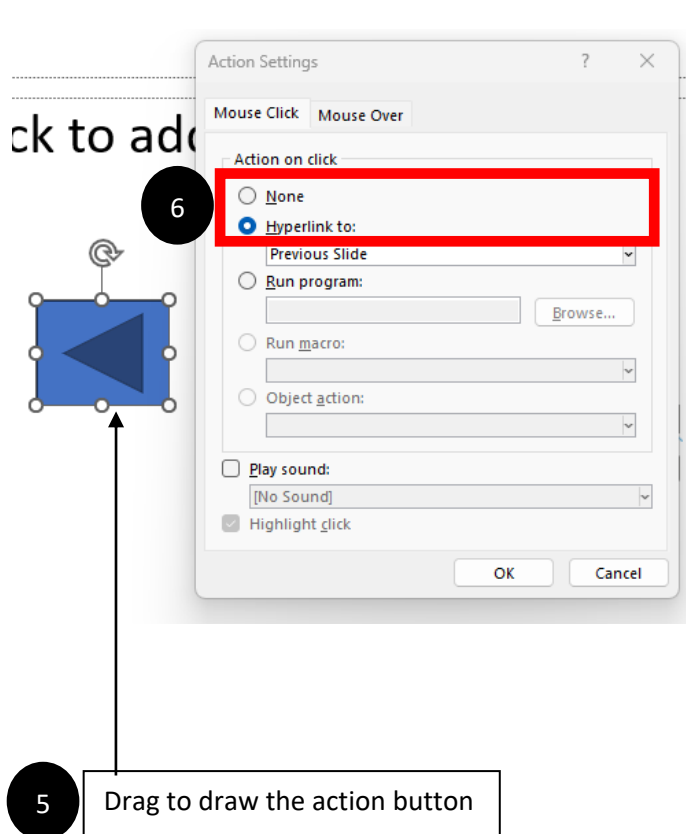 Action Settings
?
Mouse Click Mouse Over
ck to add
Action on click
6
None
Hyperlink to:
Previous Slide
Run program:
Browse...
Run macro:
Object action:
Play sound:
[No Sound]
Highlight click
OK Cancel
5
Drag to draw the action button